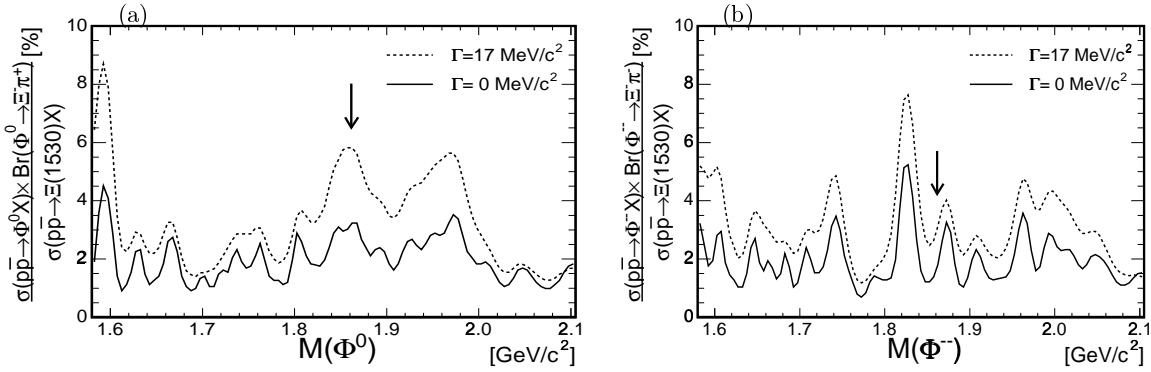 (a)
σ(pp̄→Φ⁰X)×Br(Φ⁰→Ξ⁻π⁺) [%]
σ(pp̄→Ξ(1530)X)
10
8
6
4
2
0
Γ=17 MeV/c²
Γ= 0 MeV/c²
1.6 1.7 1.8 1.9 2.0 2.1
M(Φ⁰) [GeV/c²]
(b)
σ(pp̄→Φ⁻⁻X)×Br(Φ⁻⁻→Ξ⁻π⁻) [%]
σ(pp̄→Ξ(1530)X)
10
8
6
4
2
0
Γ=17 MeV/c²
Γ= 0 MeV/c²
1.6 1.7 1.8 1.9 2.0 2.1
M(Φ⁻⁻) [GeV/c²]